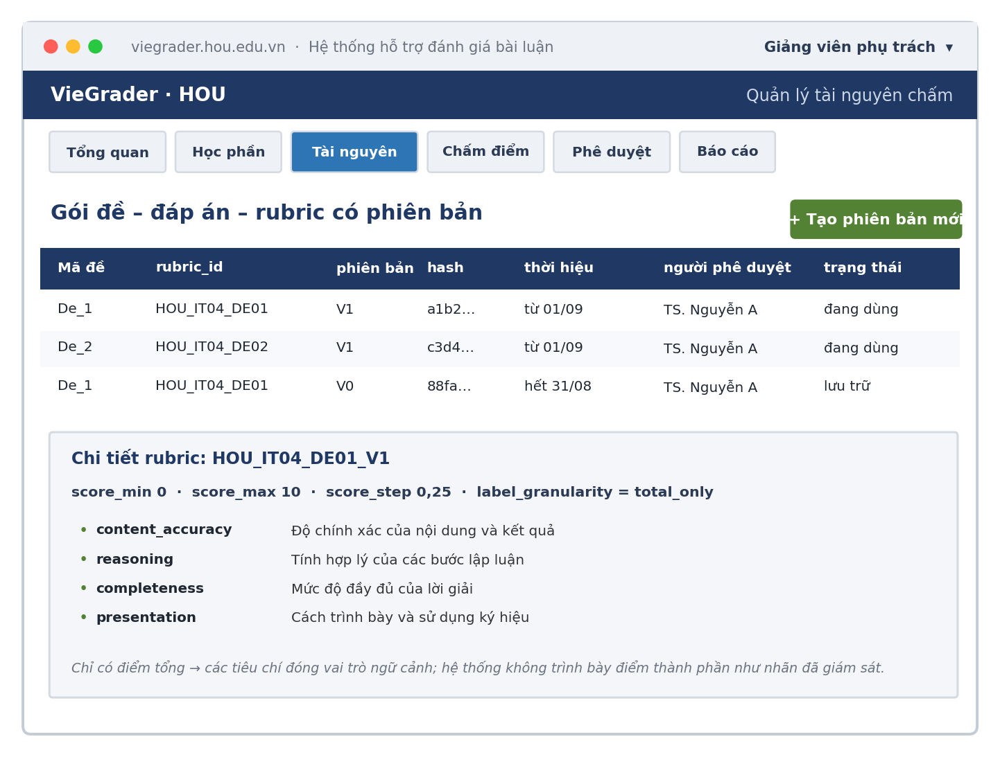 viegrader.hou.edu.vn · Hệ thống hỗ trợ đánh giá bài luận
Giảng viên phụ trách ▾
VieGrader · HOU
Quản lý tài nguyên chấm
Tổng quan
Học phần
Tài nguyên
Chấm điểm
Phê duyệt
Báo cáo
Gói đề – đáp án – rubric có phiên bản
+ Tạo phiên bản mới
Mã đề rubric_id phiên bản hash thời hiệu người phê duyệt trạng thái
De_1 HOU_IT04_DE01 V1 a1b2… từ 01/09 TS. Nguyễn A đang dùng
De_2 HOU_IT04_DE02 V1 c3d4… từ 01/09 TS. Nguyễn A đang dùng
De_1 HOU_IT04_DE01 V0 88fa… hết 31/08 TS. Nguyễn A lưu trữ
Chi tiết rubric: HOU_IT04_DE01_V1
score_min 0 · score_max 10 · score_step 0,25 · label_granularity = total_only
• content_accuracy Độ chính xác của nội dung và kết quả
• reasoning Tính hợp lý của các bước lập luận
• completeness Mức độ đầy đủ của lời giải
• presentation Cách trình bày và sử dụng ký hiệu
Chỉ có điểm tổng → các tiêu chí đóng vai trò ngữ cảnh; hệ thống không trình bày điểm thành phần như nhãn đã giám sát.